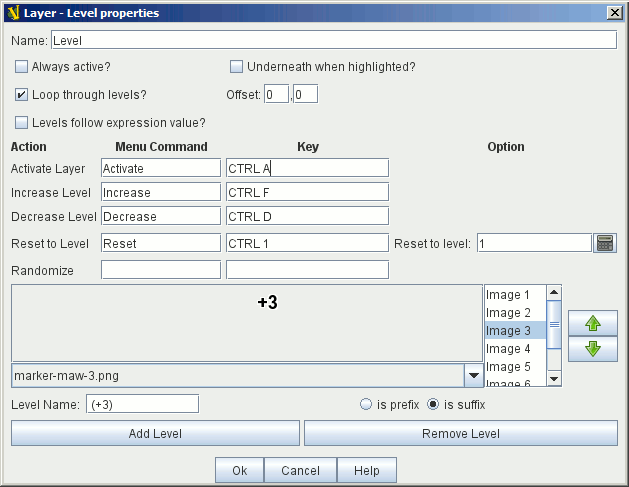 Layer - Level properties
Name: Level
Always active? Underneath when highlighted?
Loop through levels? Offset: 0 ,0
Levels follow expression value?
Action Menu Command Key Option
Activate Layer Activate CTRL A
Increase Level Increase CTRL F
Decrease Level Decrease CTRL D
Reset to Level Reset CTRL 1 Reset to level: 1
Randomize
+3
Image 1
Image 2
Image 3
Image 4
Image 5
Image 6
marker-maw-3.png
Level Name: (+3) is prefix is suffix
Add Level Remove Level
Ok Cancel Help